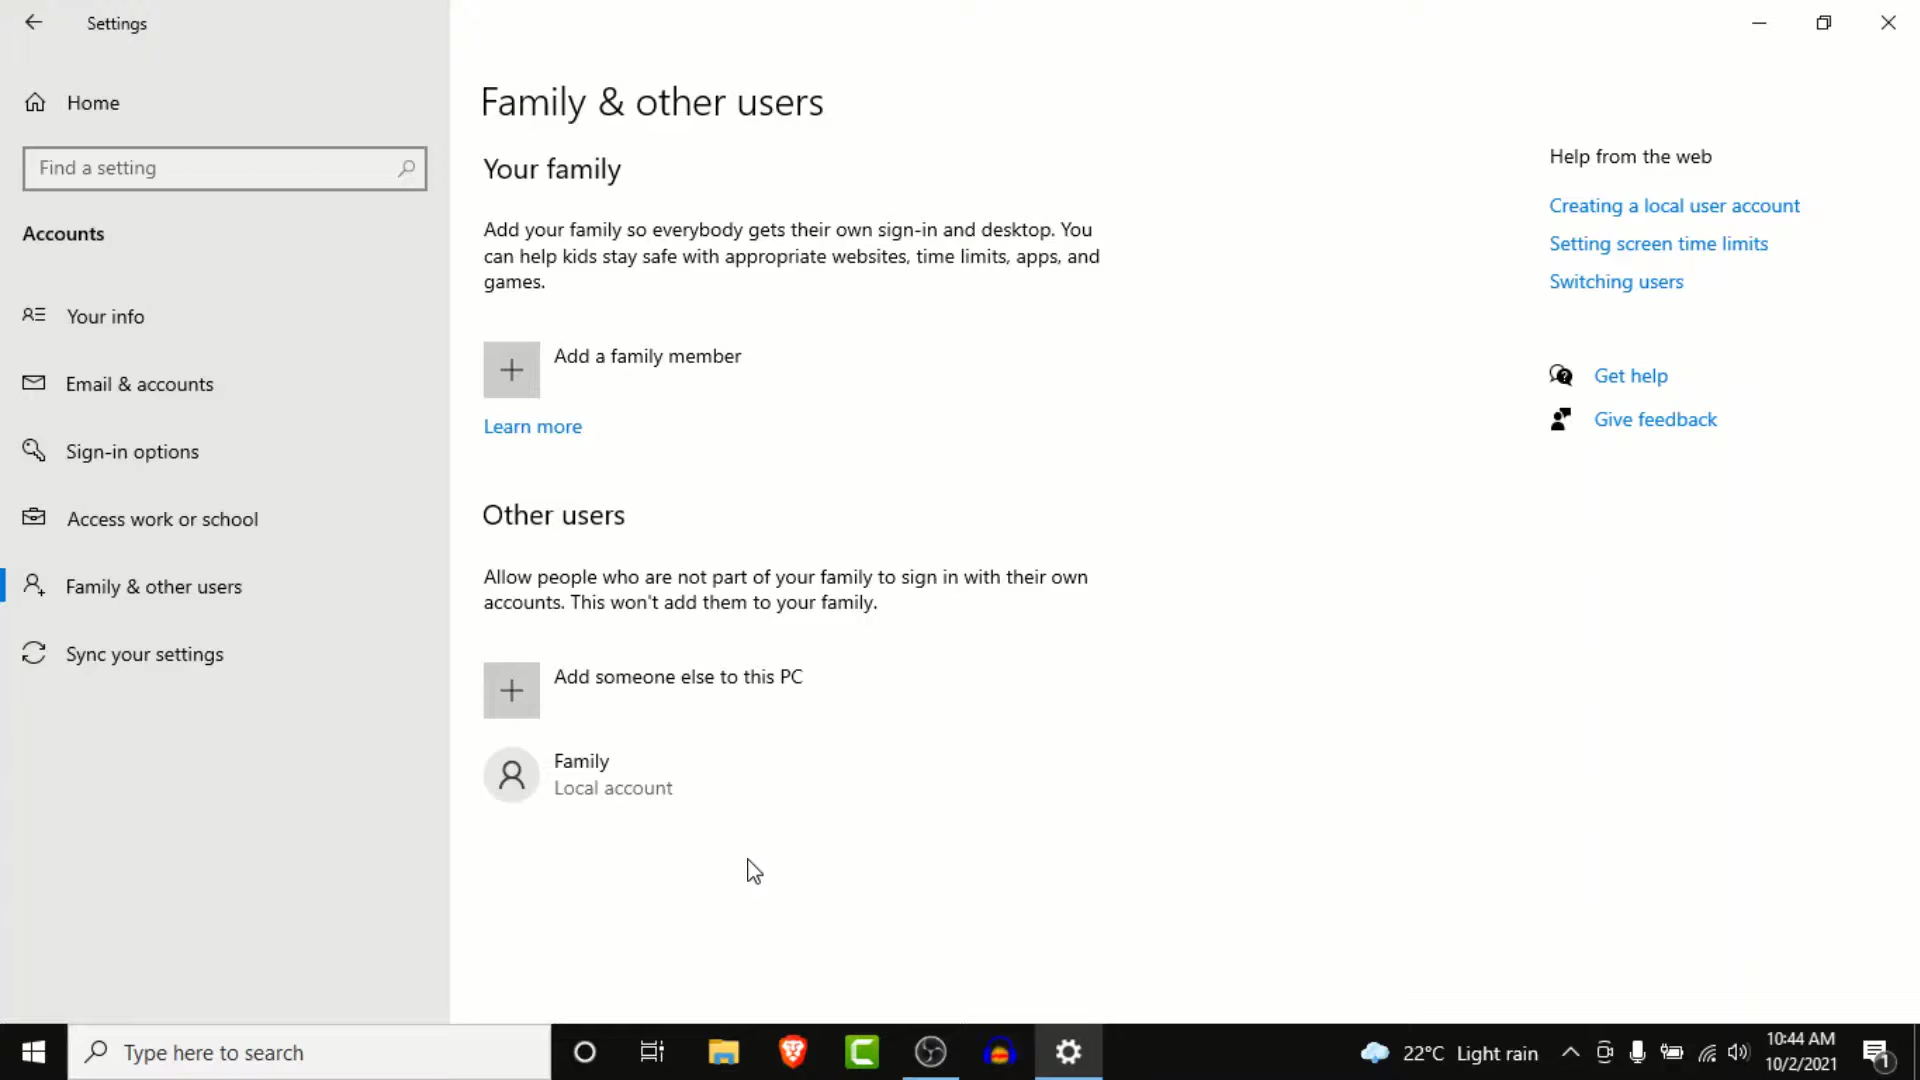 Settings
Home
Find a setting
Accounts
Your info
Email & accounts
Sign-in options
Access work or school
Family & other users
Sync your settings
Family & other users
Your family
Add your family so everybody gets their own sign-in and desktop. You
can help kids stay safe with appropriate websites, time limits, apps, and
games.
Add a family member
Learn more
Other users
Allow people who are not part of your family to sign in with their own
accounts. This won't add them to your family.
Add someone else to this PC
Family
Local account
Help from the web
Creating a local user account
Setting screen time limits
Switching users
Get help
Give feedback
Type here to search
22°C Light rain
10:44 AM
10/2/2021
1